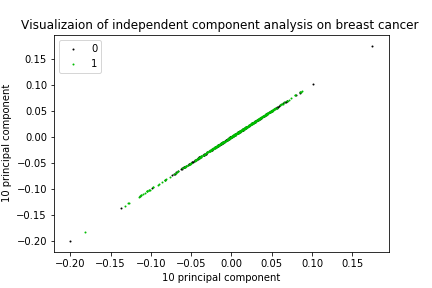 Visualizaion of independent component analysis on breast cancer
0
1
0.15
0.10
0.05
0.00
−0.05
−0.10
−0.15
−0.20
10 principal component
−0.20 −0.15 −0.10 −0.05 0.00 0.05 0.10 0.15
10 principal component